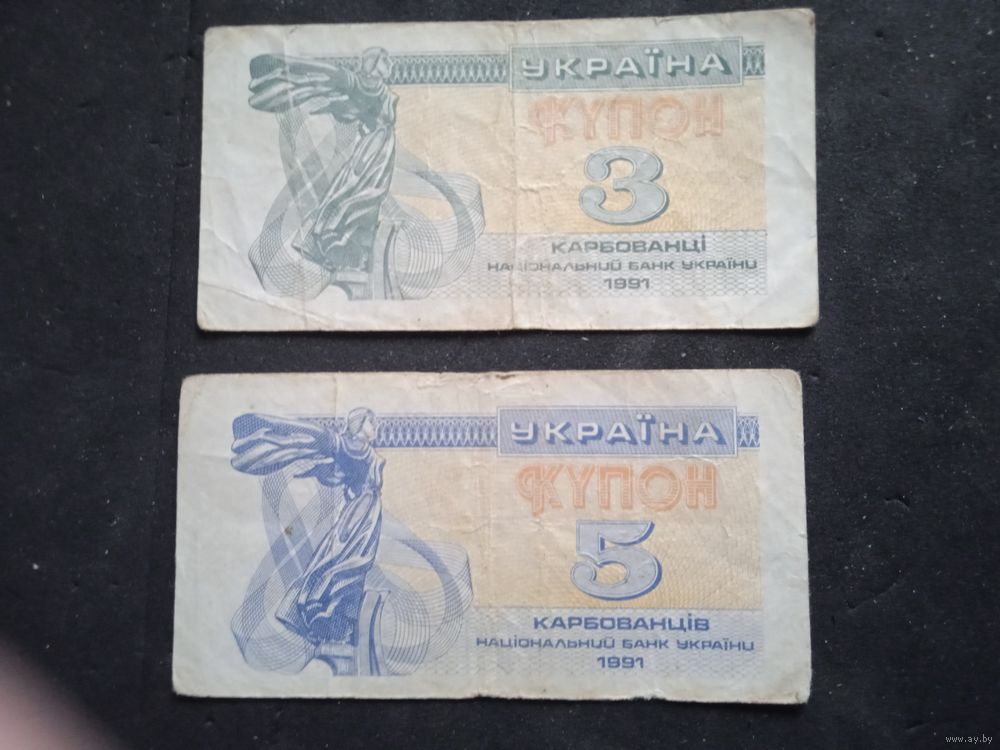 УКРАЇНА
КУПОН
3
КАРБОВАНЦІ
НАЦІОНАЛЬНИЙ БАНК УКРАЇНИ
1991
УКРАЇНА
КУПОН
5
КАРБОВАНЦІВ
НАЦІОНАЛЬНИЙ БАНК УКРАЇНИ
1991
www.ay.by